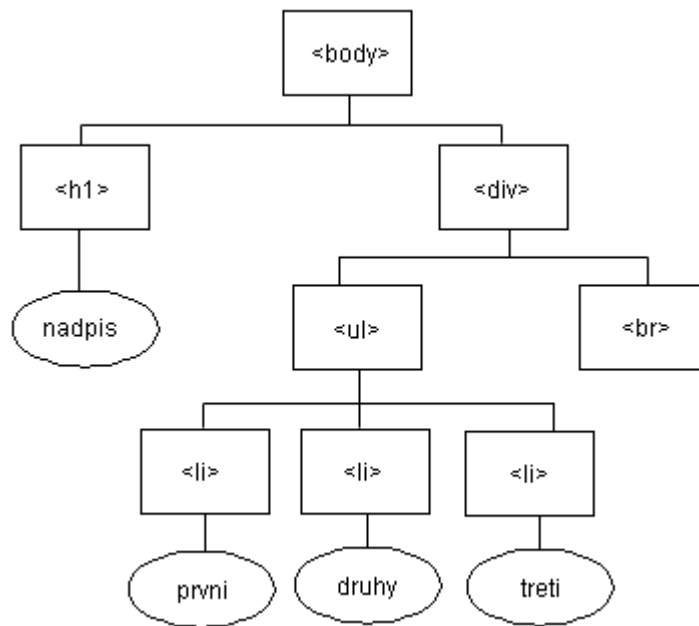 <body>
<h1>
<div>
nadpis
<ul>
<br>
<li>
<li>
<li>
prvni
druhy
treti